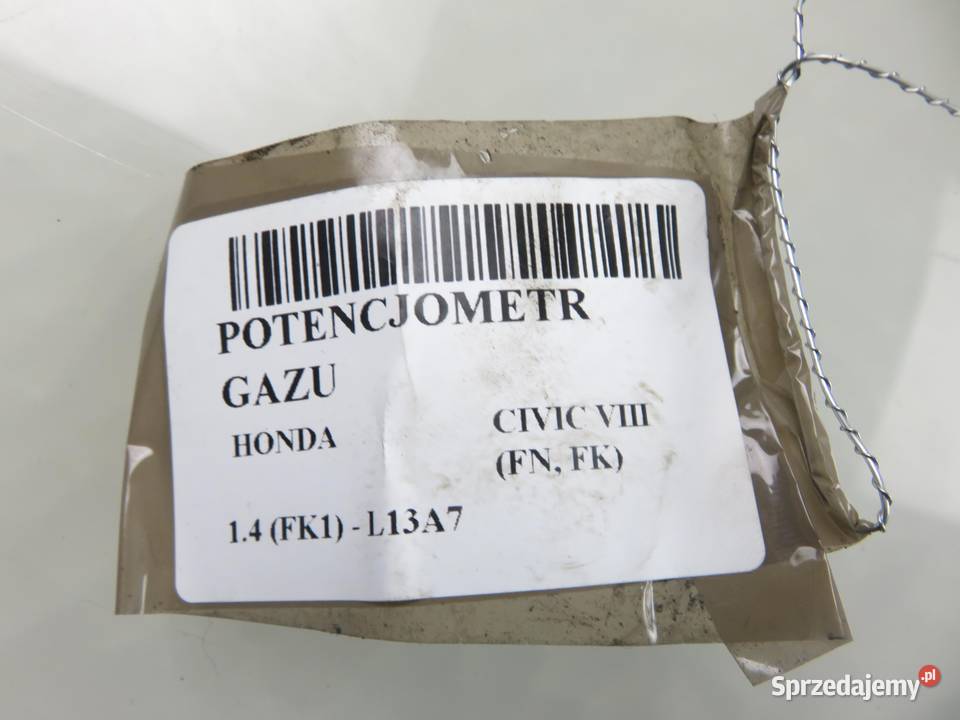 POTENCJOMETR
GAZU
HONDA
CIVIC VIII
(FN, FK)
1.4 (FK1) - L13A7
Sprzedajemy.pl